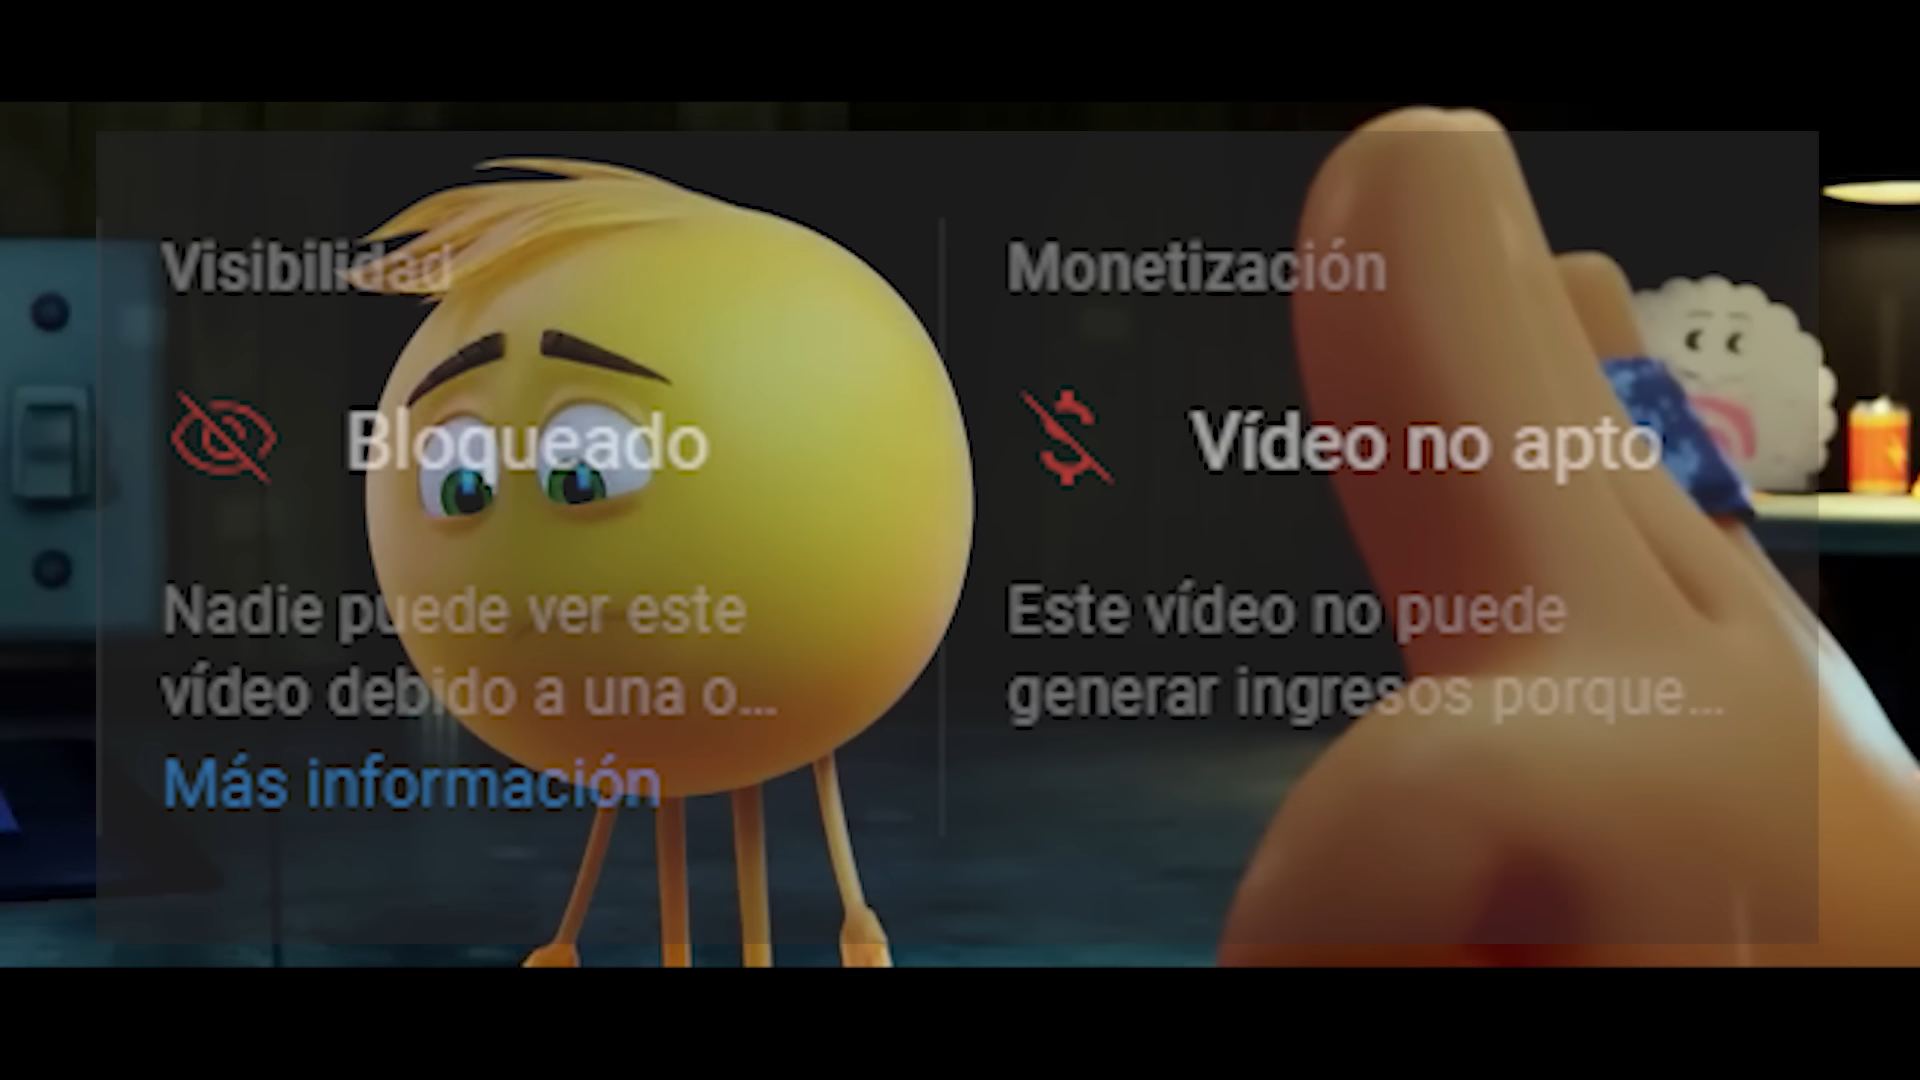 Visibilidad
Bloqueado
Nadie puede ver este
vídeo debido a una o...
Más información
Monetización
Vídeo no apto
Este vídeo no puede
generar ingresos porque...